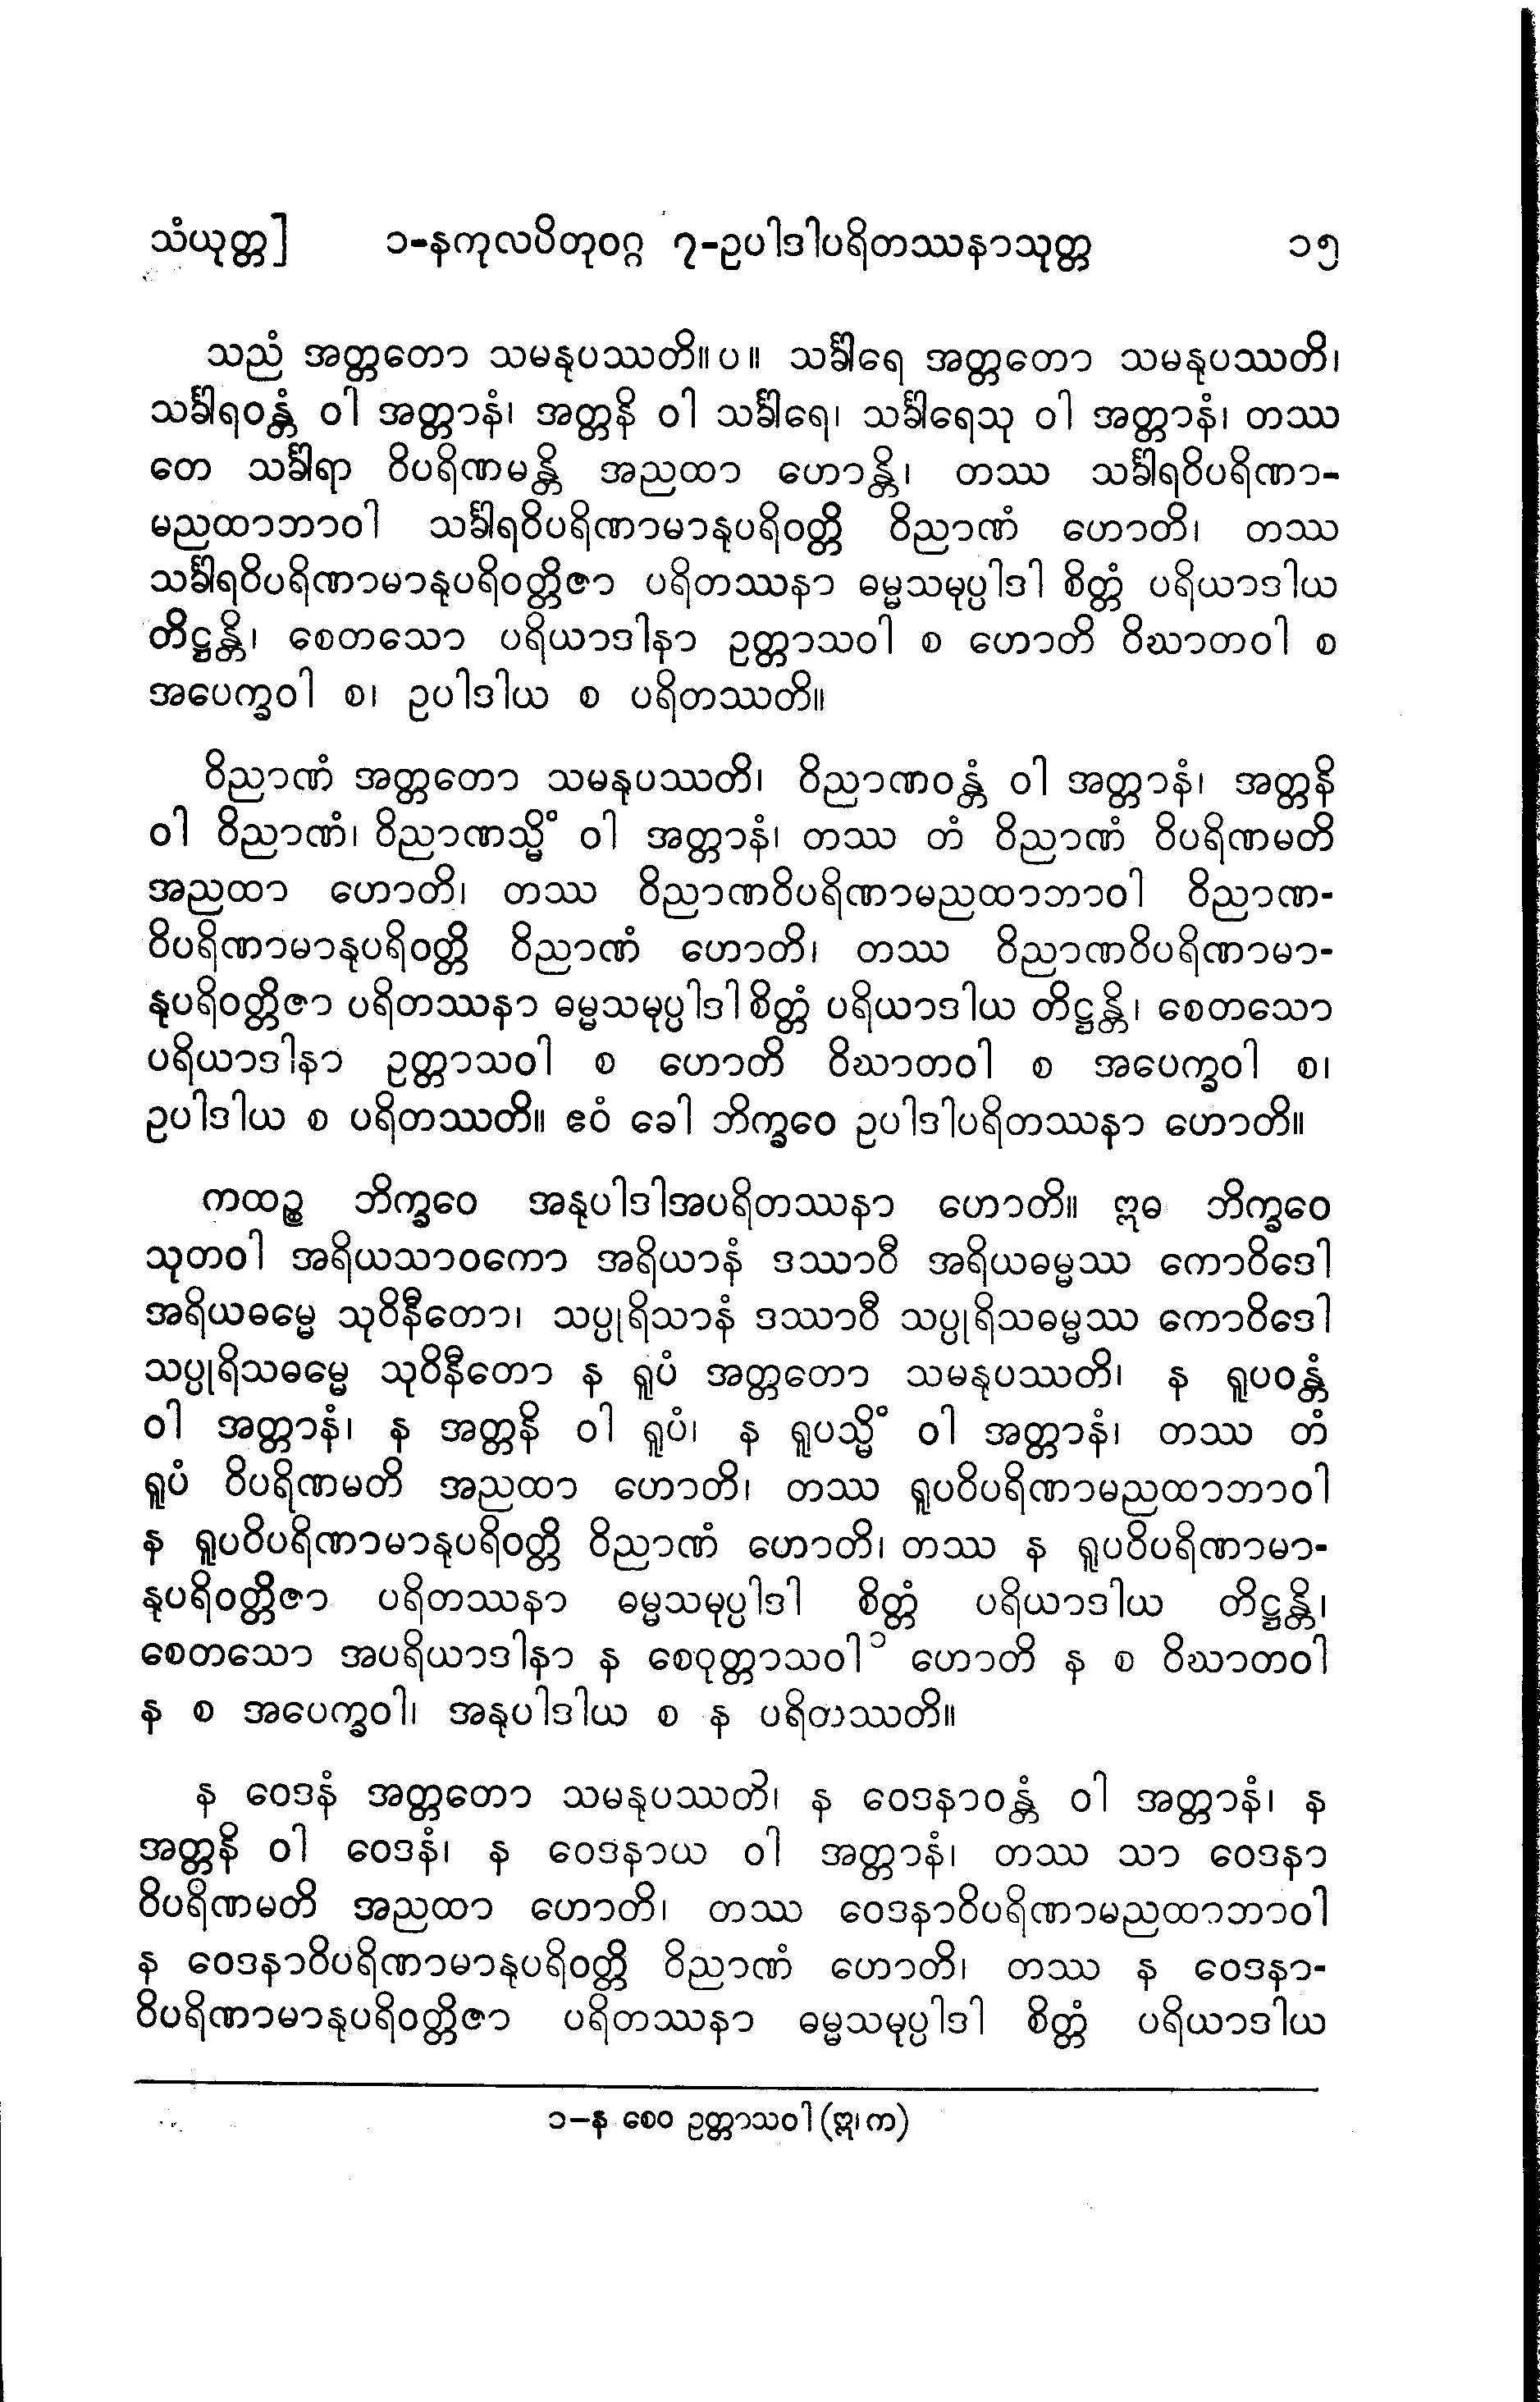 သံယုတ္တ] ၁-နကုလပိတုဝဂ္ဂ ၇-ဥပါဒါပရိတဿနာသုတ္တ ၁၅
သညံ အတ္တတော သမနုပဿတိ။ပ။ သင်္ခါရေ အတ္တတော သမနုပဿတိ၊
သင်္ခါရဝန္တံ ဝါ အတ္တာနံ၊ အတ္တနိ ဝါ သင်္ခါရေ၊ သင်္ခါရေသု ဝါ အတ္တာနံ၊ တဿ
တေ သင်္ခါရာ ဝိပရိဏမန္တိ အညထာ ဟောန္တိ၊ တဿ သင်္ခါရဝိပရိဏာ-
မညထာဘာဝါ သင်္ခါရဝိပရိဏာမာနုပရိဝတ္တိ ဝိညာဏံ ဟောတိ၊ တဿ
သင်္ခါရဝိပရိဏာမာနုပရိဝတ္တိဇာ ပရိတဿနာ ဓမ္မသမုပ္ပါဒါ စိတ္တံ ပရိယာဒါယ
တိဋ္ဌန္တိ၊ စေတသော ပရိယာဒါနာ ဥတ္တာသဝါ စ ဟောတိ ဝိဃာတဝါ စ
အပေက္ခဝါ စ၊ ဥပါဒါယ စ ပရိတဿတိ။
ဝိညာဏံ အတ္တတော သမနုပဿတိ၊ ဝိညာဏဝန္တံ ဝါ အတ္တာနံ၊ အတ္တနိ
ဝါ ဝိညာဏံ၊ ဝိညာဏသ္မိံ ဝါ အတ္တာနံ၊ တဿ တံ ဝိညာဏံ ဝိပရိဏမတိ
အညထာ ဟောတိ၊ တဿ ဝိညာဏဝိပရိဏာမညထာဘာဝါ ဝိညာဏ-
ဝိပရိဏာမာနုပရိဝတ္တိ ဝိညာဏံ ဟောတိ၊ တဿ ဝိညာဏဝိပရိဏာမာ-
နုပရိဝတ္တိဇာ ပရိတဿနာ ဓမ္မသမုပ္ပါဒါ စိတ္တံ ပရိယာဒါယ တိဋ္ဌန္တိ၊ စေတသော
ပရိယာဒါနာ ဥတ္တာသဝါ စ ဟောတိ ဝိဃာတဝါ စ အပေက္ခဝါ စ၊
ဥပါဒါယ စ ပရိတဿတိ။ ဧဝံ ခေါ ဘိက္ခဝေ ဥပါဒါပရိတဿနာ ဟောတိ။
ကထဉ္စ ဘိက္ခဝေ အနုပါဒါအပရိတဿနာ ဟောတိ။ ဣဓ ဘိက္ခဝေ
သုတဝါ အရိယသာဝကော အရိယာနံ ဒဿာဝီ အရိယဓမ္မဿ ကောဝိဒေါ
အရိယဓမ္မေ သုဝိနီတော၊ သပ္ပုရိသာနံ ဒဿာဝီ သပ္ပုရိသဓမ္မဿ ကောဝိဒေါ
သပ္ပုရိသဓမ္မေ သုဝိနီတော န ရူပံ အတ္တတော သမနုပဿတိ၊ န ရူပဝန္တံ
ဝါ အတ္တာနံ၊ န အတ္တနိ ဝါ ရူပံ၊ န ရူပသ္မိံ ဝါ အတ္တာနံ၊ တဿ တံ
ရူပံ ဝိပရိဏမတိ အညထာ ဟောတိ၊ တဿ ရူပဝိပရိဏာမညထာဘာဝါ
န ရူပဝိပရိဏာမာနုပရိဝတ္တိ ဝိညာဏံ ဟောတိ၊ တဿ န ရူပဝိပရိဏာမာ-
နုပရိဝတ္တိဇာ ပရိတဿနာ ဓမ္မသမုပ္ပါဒါ စိတ္တံ ပရိယာဒါယ တိဋ္ဌန္တိ၊
စေတသော အပရိယာဒါနာ န စေဝုတ္တာသဝါ ၁ ဟောတိ န စ ဝိဃာတဝါ
န စ အပေက္ခဝါ၊ အနုပါဒါယ စ န ပရိတဿတိ။
န ဝေဒနံ အတ္တတော သမနုပဿတိ၊ န ဝေဒနာဝန္တံ ဝါ အတ္တာနံ၊ န
အတ္တနိ ဝါ ဝေဒနံ၊ န ဝေဒနာယ ဝါ အတ္တာနံ၊ တဿ သာ ဝေဒနာ
ဝိပရိဏမတိ အညထာ ဟောတိ၊ တဿ ဝေဒနာဝိပရိဏာမညထာဘာဝါ
န ဝေဒနာဝိပရိဏာမာနုပရိဝတ္တိ ဝိညာဏံ ဟောတိ၊ တဿ န ဝေဒနာ-
ဝိပရိဏာမာနုပရိဝတ္တိဇာ ပရိတဿနာ ဓမ္မသမုပ္ပါဒါ စိတ္တံ ပရိယာဒါယ
၁−န စေဝ ဥတ္တာသဝါ (ဣ၊ က)